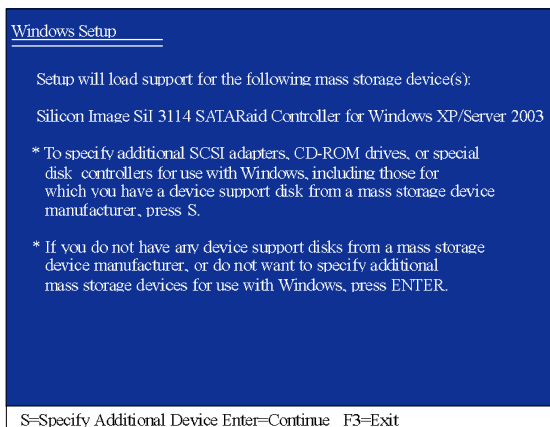 Windows Setup
Setup will load support for the following mass storage device(s):
Silicon Image SiI 3114 SATARaid Controller for Windows XP/Server 2003
* To specify additional SCSI adapters, CD-ROM drives, or special
disk controllers for use with Windows, including those for
which you have a device support disk from a mass storage device
manufacturer, press S.
* If you do not have any device support disks from a mass storage
device manufacturer, or do not want to specify additional
mass storage devices for use with Windows, press ENTER.
S=Specify Additional Device Enter=Continue F3=Exit